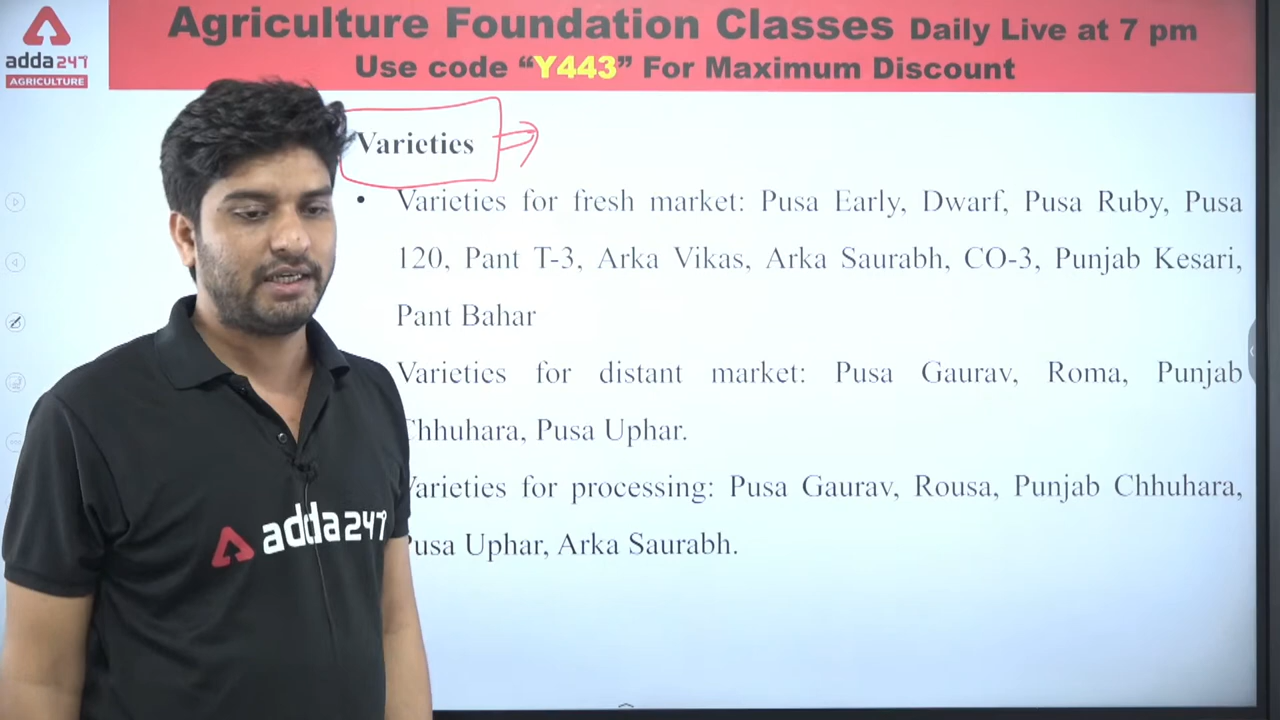 Agriculture Foundation Classes Daily Live at 7 pm
Use code “Y443” For Maximum Discount
adda247
AGRICULTURE
Varieties
• Varieties for fresh market: Pusa Early, Dwarf, Pusa Ruby, Pusa
120, Pant T-3, Arka Vikas, Arka Saurabh, CO-3, Punjab Kesari,
Pant Bahar
Varieties for distant market: Pusa Gaurav, Roma, Punjab
Chhuhara, Pusa Uphar.
Varieties for processing: Pusa Gaurav, Rousa, Punjab Chhuhara,
Pusa Uphar, Arka Saurabh.
adda247